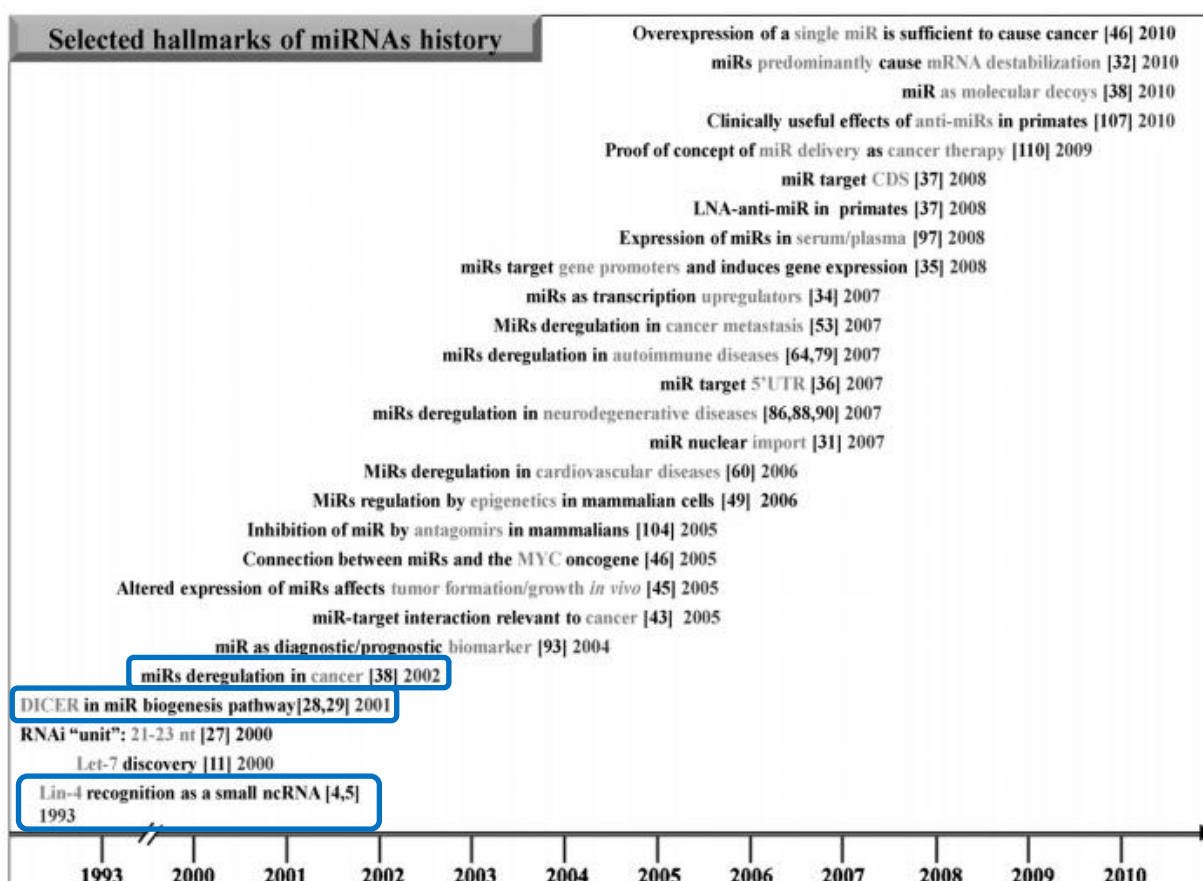 Selected hallmarks of miRNAs history
Overexpression of a single miR is sufficient to cause cancer [46] 2010
miRs predominantly cause mRNA destabilization [32] 2010
miR as molecular decoys [38] 2010
Clinically useful effects of anti-miRs in primates [107] 2010
Proof of concept of miR delivery as cancer therapy [110] 2009
miR target CDS [37] 2008
LNA-anti-miR in primates [37] 2008
Expression of miRs in serum/plasma [97] 2008
miRs target gene promoters and induces gene expression [35] 2008
miRs as transcription upregulators [34] 2007
MiRs deregulation in cancer metastasis [53] 2007
miRs deregulation in autoimmune diseases [64,79] 2007
miR target 5'UTR [36] 2007
miRs deregulation in neurodegenerative diseases [86,88,90] 2007
miR nuclear import [31] 2007
MiRs deregulation in cardiovascular diseases [60] 2006
MiRs regulation by epigenetics in mammalian cells [49] 2006
Inhibition of miR by antagomirs in mammalians [104] 2005
Connection between miRs and the MYC oncogene [46] 2005
Altered expression of miRs affects tumor formation/growth in vivo [45] 2005
miR-target interaction relevant to cancer [43] 2005
miR as diagnostic/prognostic biomarker [93] 2004
miRs deregulation in cancer [38] 2002
DICER in miR biogenesis pathway[28,29] 2001
RNAi “unit”: 21-23 nt [27] 2000
Let-7 discovery [11] 2000
Lin-4 recognition as a small ncRNA [4,5]
1993
1993 2000 2001 2002 2003 2004 2005 2006 2007 2008 2009 2010